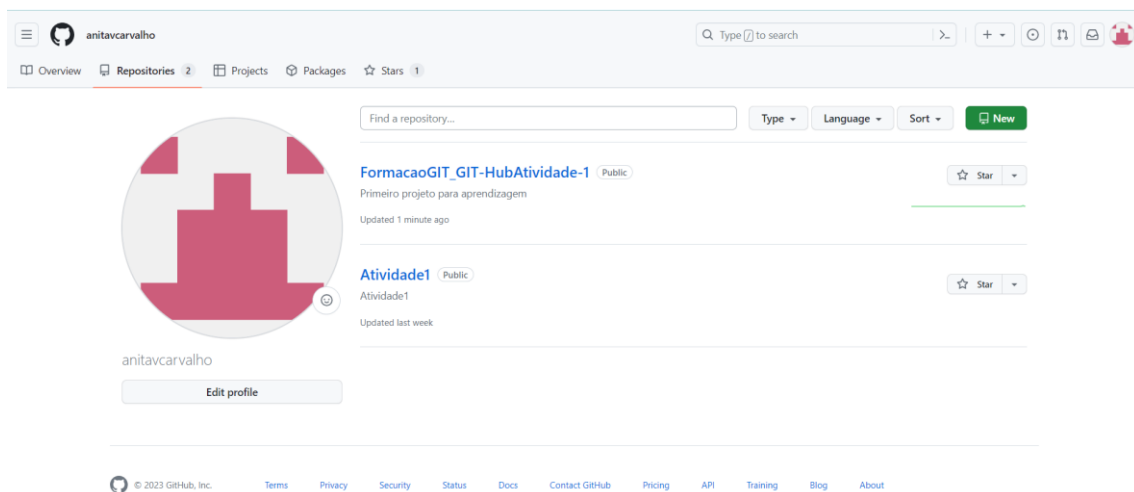 anitavcarvalho
Type / to search
Overview Repositories 2 Projects Packages Stars 1
Find a repository...
Type Language Sort New
FormacaoGIT_GIT-HubAtividade-1 Public
Star
Primeiro projeto para aprendizagem
Updated 1 minute ago
Atividade1 Public
Star
Atividade1
Updated last week
anitavcarvalho
Edit profile
© 2023 GitHub, Inc. Terms Privacy Security Status Docs Contact GitHub Pricing API Training Blog About